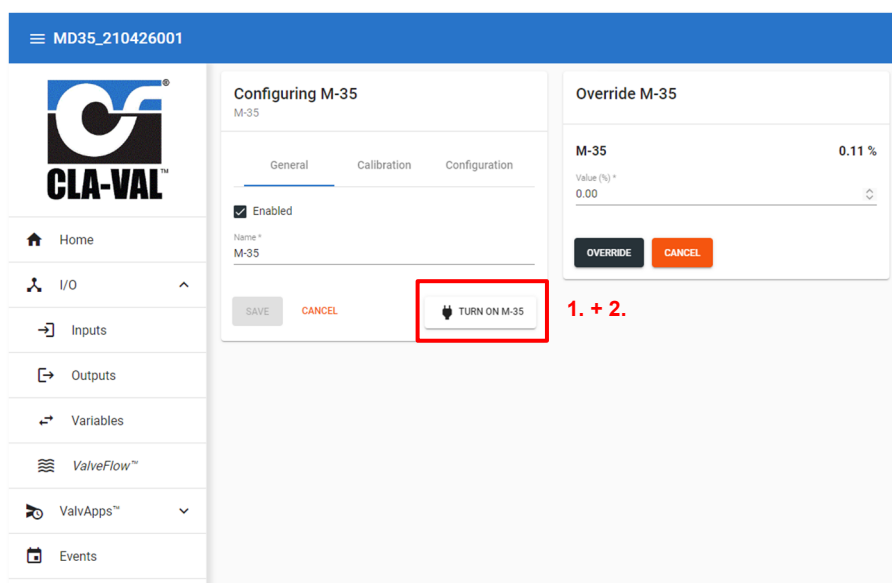 MD35_210426001
®
CLA-VAL™
Home
I/O
Inputs
Outputs
Variables
ValveFlow™
ValvApps™
Events
Configuring M-35
M-35
General Calibration Configuration
Enabled
Name *
M-35
SAVE CANCEL TURN ON M-35
1. + 2.
Override M-35
M-35 0.11 %
Value (%) *
0.00
OVERRIDE CANCEL